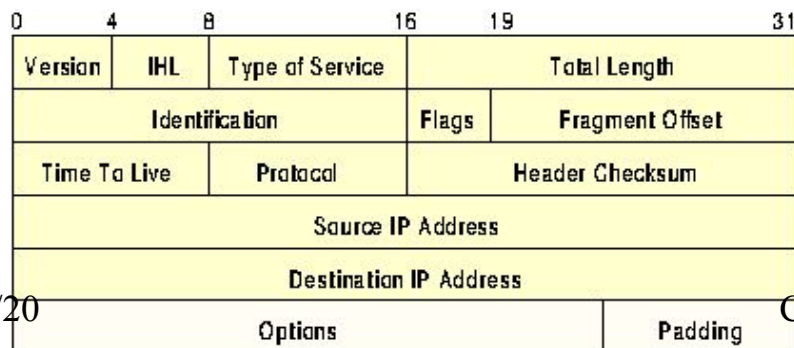 0 4 8 16 19 31
Version IHL Type of Service Total Length
Identification Flags Fragment Offset
Time To Live Protocol Header Checksum
Source IP Address
Destination IP Address
/20
Options Padding